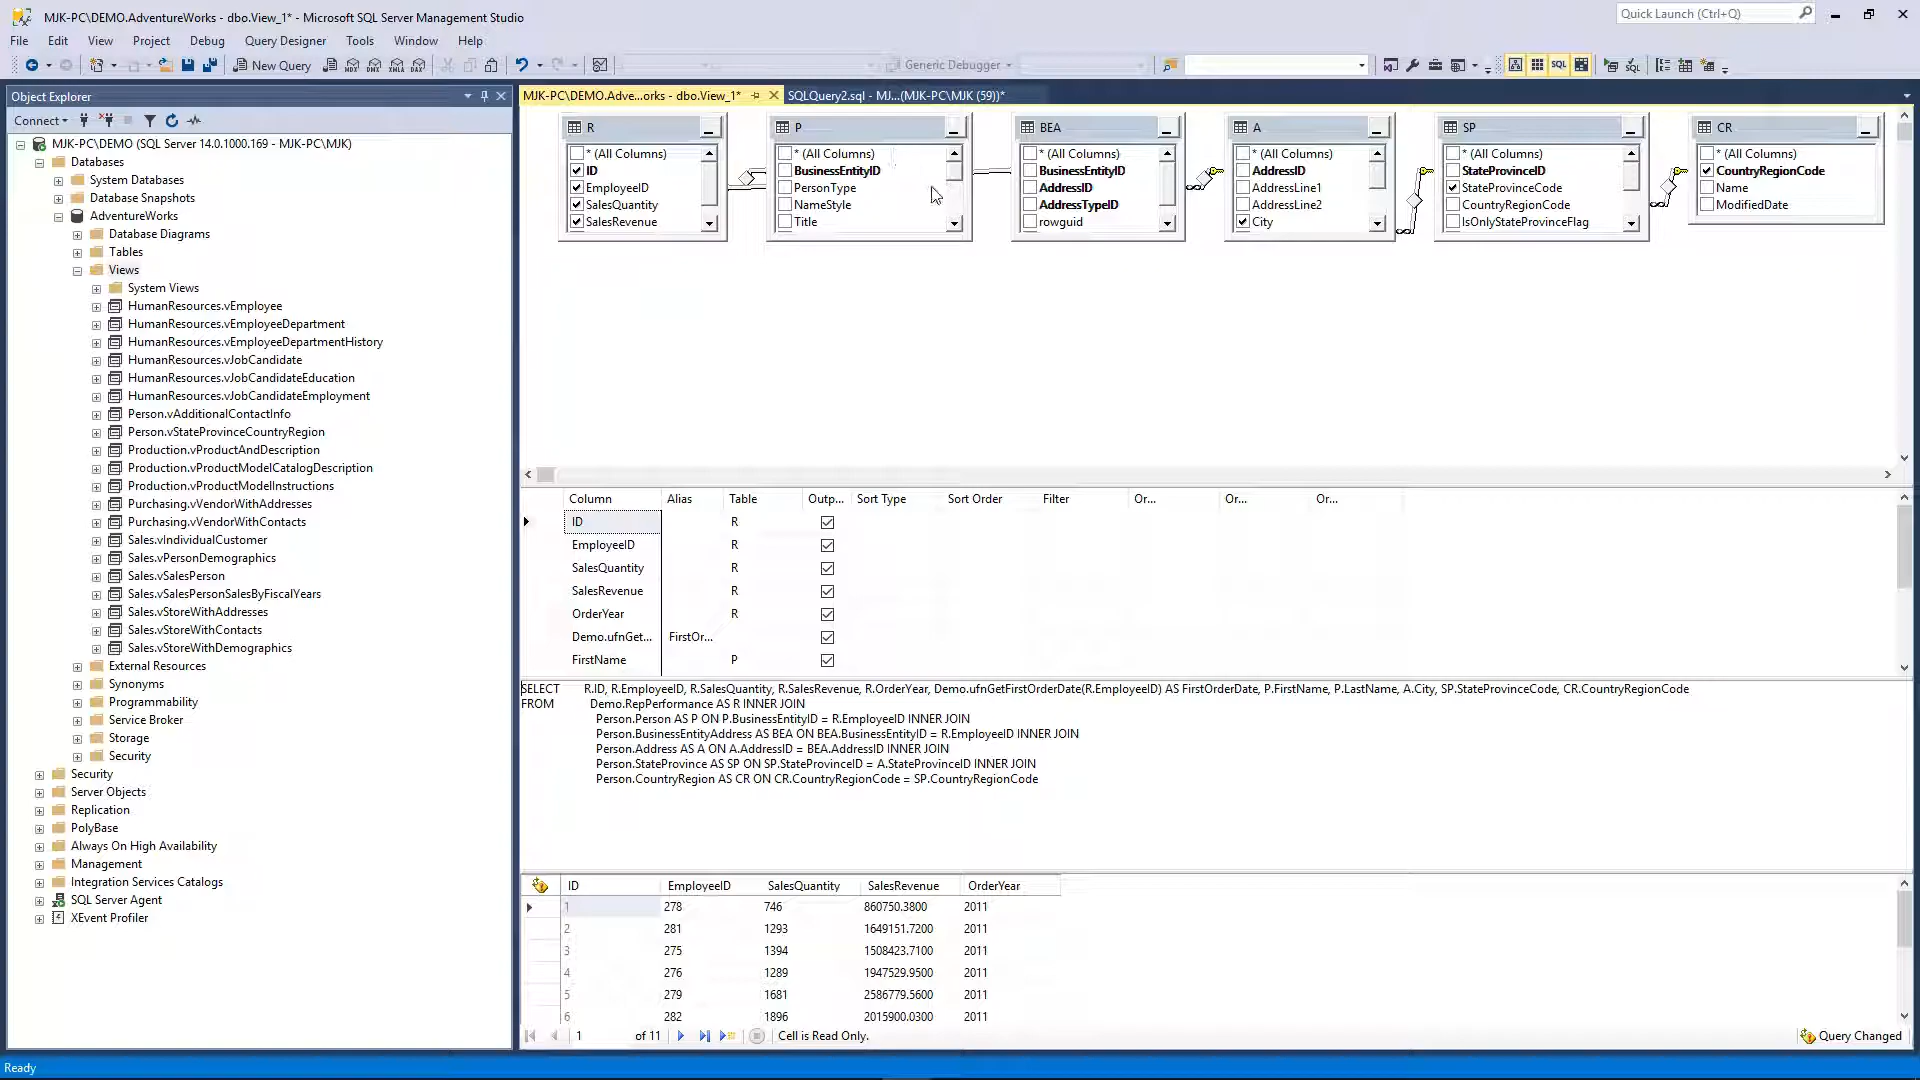 MJK-PC\DEMO.AdventureWorks - dbo.View_1* - Microsoft SQL Server Management Studio
Quick Launch (Ctrl+Q)
File Edit View Project Debug Query Designer Tools Window Help
New Query
Generic Debugger
SQL
Object Explorer
MJK-PC\DEMO.Adve...orks - dbo.View_1*
SQLQuery2.sql - MJ...(MJK-PC\MJK (59))*
Connect
MJK-PC\DEMO (SQL Server 14.0.1000.169 - MJK-PC\MJK)
Databases
System Databases
Database Snapshots
AdventureWorks
Database Diagrams
Tables
Views
System Views
HumanResources.vEmployee
HumanResources.vEmployeeDepartment
HumanResources.vEmployeeDepartmentHistory
HumanResources.vJobCandidate
HumanResources.vJobCandidateEducation
HumanResources.vJobCandidateEmployment
Person.vAdditionalContactInfo
Person.vStateProvinceCountryRegion
Production.vProductAndDescription
Production.vProductModelCatalogDescription
Production.vProductModelInstructions
Purchasing.vVendorWithAddresses
Purchasing.vVendorWithContacts
Sales.vIndividualCustomer
Sales.vPersonDemographics
Sales.vSalesPerson
Sales.vSalesPersonSalesByFiscalYears
Sales.vStoreWithAddresses
Sales.vStoreWithContacts
Sales.vStoreWithDemographics
External Resources
Synonyms
Programmability
Service Broker
Storage
Security
Security
Server Objects
Replication
PolyBase
Always On High Availability
Management
Integration Services Catalogs
SQL Server Agent
XEvent Profiler
R
* (All Columns)
ID
EmployeeID
SalesQuantity
SalesRevenue
P
* (All Columns)
BusinessEntityID
PersonType
NameStyle
Title
BEA
* (All Columns)
BusinessEntityID
AddressID
AddressTypeID
rowguid
A
* (All Columns)
AddressID
AddressLine1
AddressLine2
City
SP
* (All Columns)
StateProvinceID
StateProvinceCode
CountryRegionCode
IsOnlyStateProvinceFlag
CR
* (All Columns)
CountryRegionCode
Name
ModifiedDate
Column Alias Table Outp... Sort Type Sort Order Filter Or... Or... Or...
ID R
EmployeeID R
SalesQuantity R
SalesRevenue R
OrderYear R
Demo.ufnGet... FirstOr...
FirstName P
SELECT R.ID, R.EmployeeID, R.SalesQuantity, R.SalesRevenue, R.OrderYear, Demo.ufnGetFirstOrderDate(R.EmployeeID) AS FirstOrderDate, P.FirstName, P.LastName, A.City, SP.StateProvinceCode, CR.CountryRegionCode
FROM Demo.RepPerformance AS R INNER JOIN
Person.Person AS P ON P.BusinessEntityID = R.EmployeeID INNER JOIN
Person.BusinessEntityAddress AS BEA ON BEA.BusinessEntityID = R.EmployeeID INNER JOIN
Person.Address AS A ON A.AddressID = BEA.AddressID INNER JOIN
Person.StateProvince AS SP ON SP.StateProvinceID = A.StateProvinceID INNER JOIN
Person.CountryRegion AS CR ON CR.CountryRegionCode = SP.CountryRegionCode
ID EmployeeID SalesQuantity SalesRevenue OrderYear
1 278 746 860750.3800 2011
2 281 1293 1649151.7200 2011
3 275 1394 1508423.7100 2011
4 276 1289 1947529.9500 2011
5 279 1681 2586779.5600 2011
6 282 1896 2015900.0300 2011
1 of 11 Cell is Read Only. Query Changed
Ready